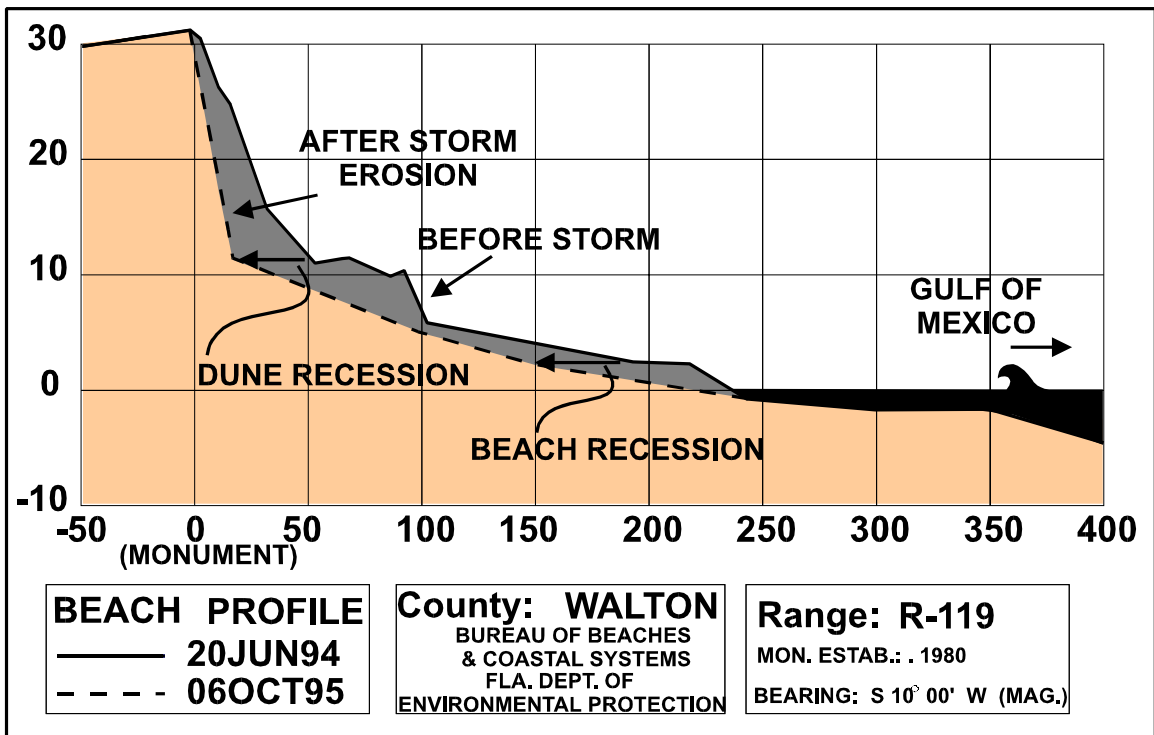 30
20
10
0
-10
AFTER STORM
EROSION
BEFORE STORM
GULF OF
MEXICO
DUNE RECESSION
BEACH RECESSION
-50 0 50 100 150 200 250 300 350 400
(MONUMENT)
BEACH PROFILE
20JUN94
06OCT95
County: WALTON
BUREAU OF BEACHES
& COASTAL SYSTEMS
FLA. DEPT. OF
ENVIRONMENTAL PROTECTION
Range: R-119
MON. ESTAB.: . 1980
BEARING: S 10° 00' W (MAG.)